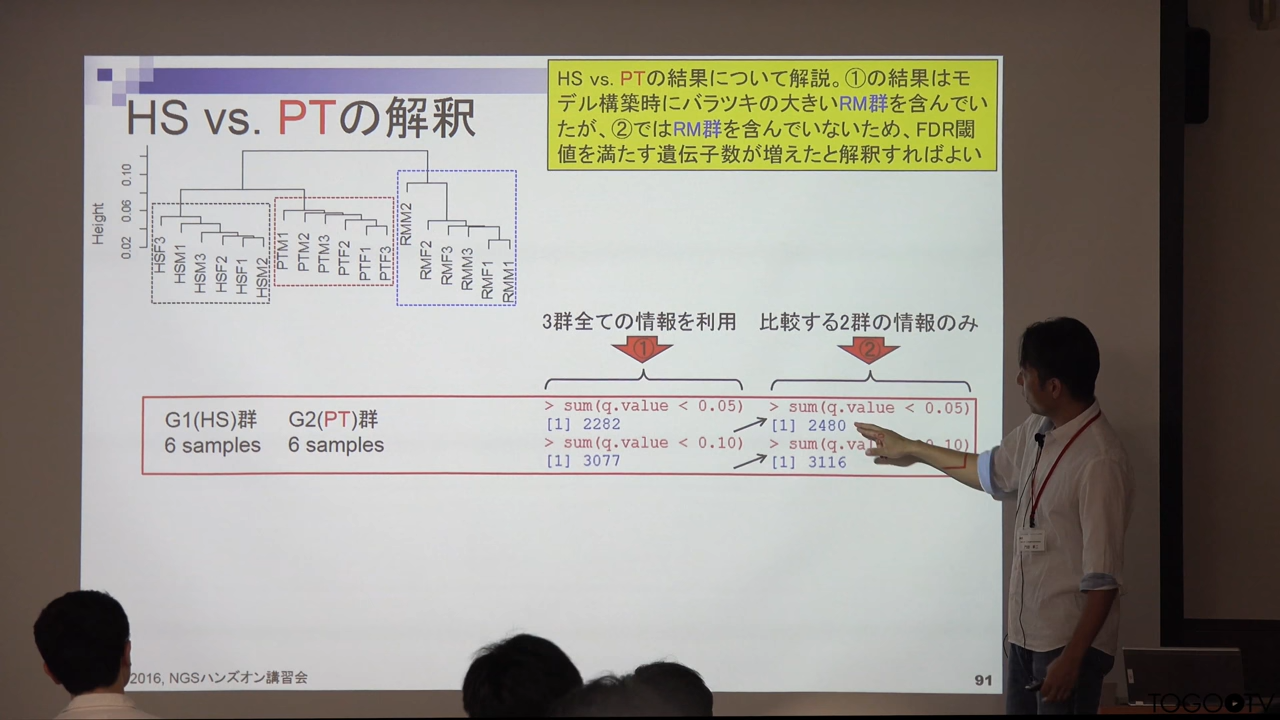 HS vs. PTの解釈
HS vs. PTの結果について解説。①の結果はモ
デル構築時にバラツキの大きいRM群を含んでい
たが、②ではRM群を含んでいないため、FDR閾
値を満たす遺伝子数が増えたと解釈すればよい
Height
0.02 0.06 0.10
HSF3
HSM1
HSM3
HSF2
HSF1
HSM2
PTM1
PTM2
PTM3
PTF2
PTF1
PTF3
RMM2
RMF2
RMF3
RMM3
RMF1
RMM1
3群全ての情報を利用
比較する2群の情報のみ
①
②
G1(HS)群
6 samples
G2(PT)群
6 samples
> sum(q.value < 0.05)
[1] 2282
> sum(q.value < 0.10)
[1] 3077
> sum(q.value < 0.05)
[1] 2480
> sum(q.va 0.10)
[1] 3116
2016, NGSハンズオン講習会
91
TOGO TV